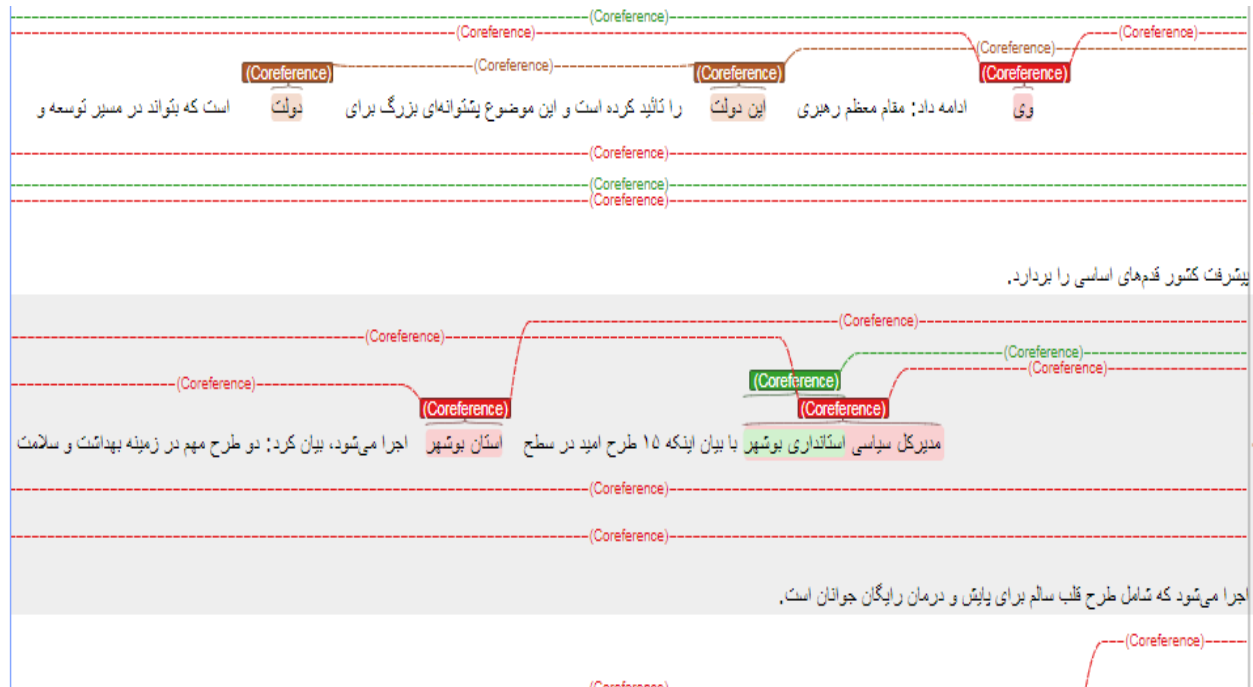 (Coreference)
(Coreference) (Coreference)
(Coreference)
(Coreference) (Coreference) (Coreference) (Coreference)
وی ادامه داد: مقام معظم رهبری این دولت را تائید کرده است و این موضوع پشتوانه‌ای بزرگ برای دولت است که بتواند در مسیر توسعه و
(Coreference)
(Coreference)
(Coreference)
پیشرفت کشور قدم‌های اساسی را بردارد.
(Coreference)
(Coreference)
(Coreference)
(Coreference)
(Coreference) (Coreference)
(Coreference) (Coreference)
مدیرکل سیاسی استانداری بوشهر با بیان اینکه ۱۵ طرح امید در سطح استان بوشهر اجرا می‌شود، بیان کرد: دو طرح مهم در زمینه بهداشت و سلامت
(Coreference)
(Coreference)
اجرا می‌شود که شامل طرح قلب سالم برای پایش و درمان رایگان جوانان است.
(Coreference)
(Coreference)